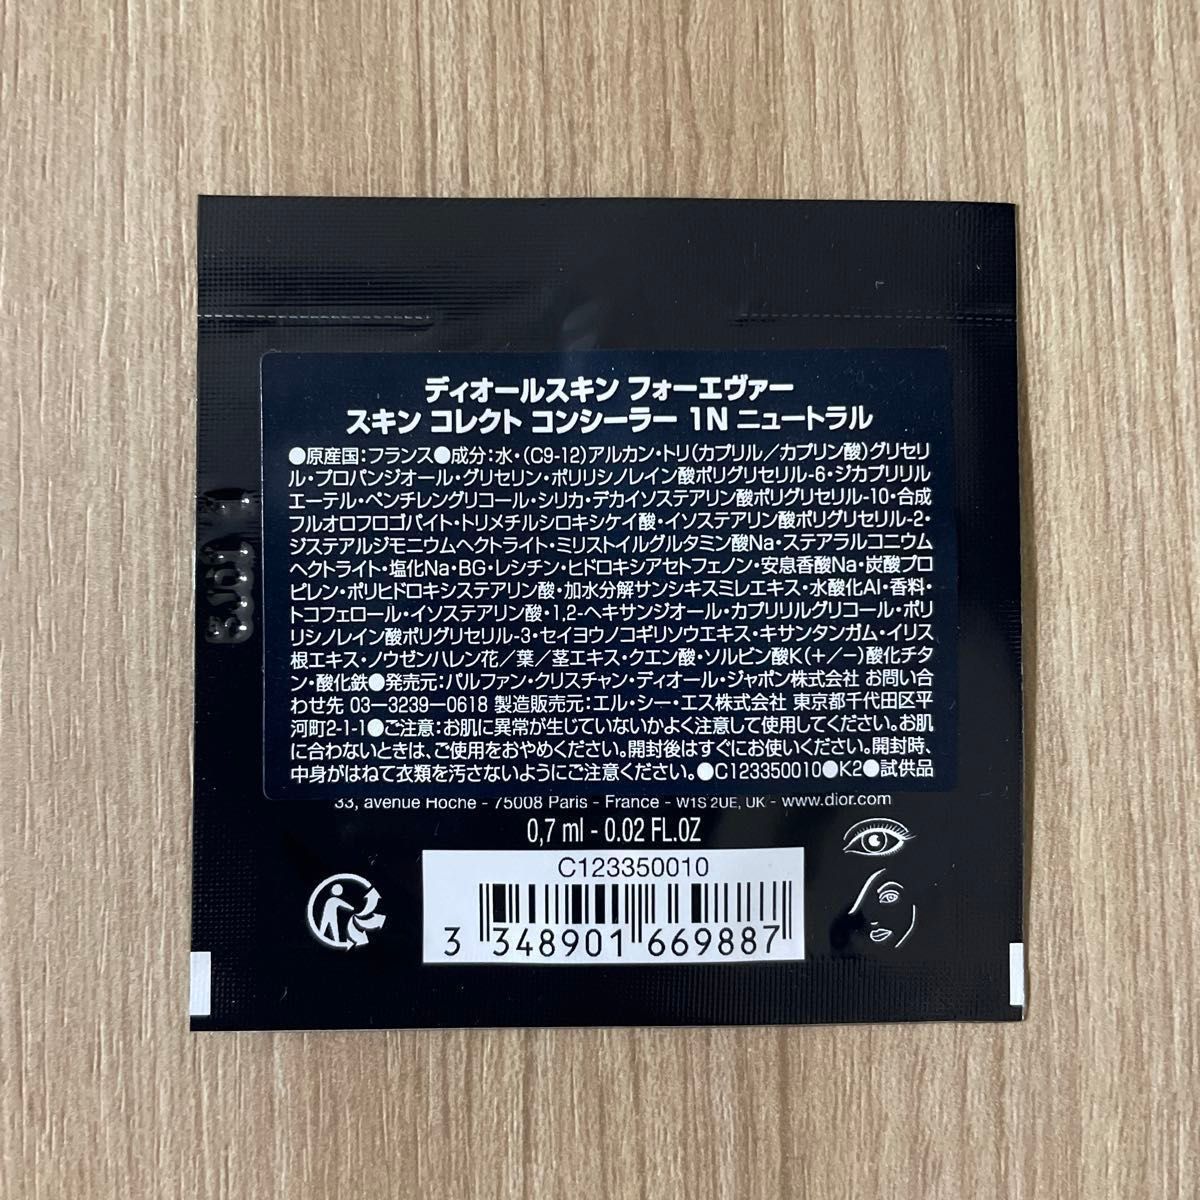 ディオールスキン フォーエヴァー
スキン コレクト コンシーラー 1N ニュートラル
●原産国:フランス●成分:水・(C9-12)アルカン・トリ(カプリル/カプリン酸)グリセリ
ル・プロパンジオール・グリセリン・ポリリシノレイン酸ポリグリセリル-6・ジカプリリル
エーテル・ペンチレングリコール・シリカ・デカイソステアリン酸ポリグリセリル-10・合成
フルオロフロゴパイト・トリメチルシロキシケイ酸・イソステアリン酸ポリグリセリル-2・
ジステアルジモニウムヘクトライト・ミリストイルグルタミン酸Na・ステアラルコニウム
ヘクトライト・塩化Na・BG・レシチン・ヒドロキシアセトフェノン・安息香酸Na・炭酸プロ
ピレン・ポリヒドロキシステアリン酸・加水分解サンシキスミレエキス・水酸化Al・香料・
トコフェロール・イソステアリン酸・1,2-ヘキサンジオール・カプリリルグリコール・ポリ
リシノレイン酸ポリグリセリル-3・セイヨウノコギリソウエキス・キサンタンガム・イリス
根エキス・ノウゼンハレン花/葉/茎エキス・クエン酸・ソルビン酸K(+/−)酸化チタ
ン・酸化鉄●発売元:パルファン・クリスチャン・ディオール・ジャポン株式会社 お問い合
わせ先 03−3239−0618 製造販売元:エル・シー・エス株式会社 東京都千代田区平
河町2-1-1●ご注意:お肌に異常が生じていないかよく注意して使用してください。お肌
に合わないときは、ご使用をおやめください。開封後はすぐにお使いください。開封時、
中身がはねて衣類を汚さないようにご注意ください。●C123350010●K2●試供品
33, avenue Hoche - 75008 Paris - France - W1S 2UE, UK - www.dior.com
0,7 ml - 0.02 FL.OZ
C123350010
3 348901 669887